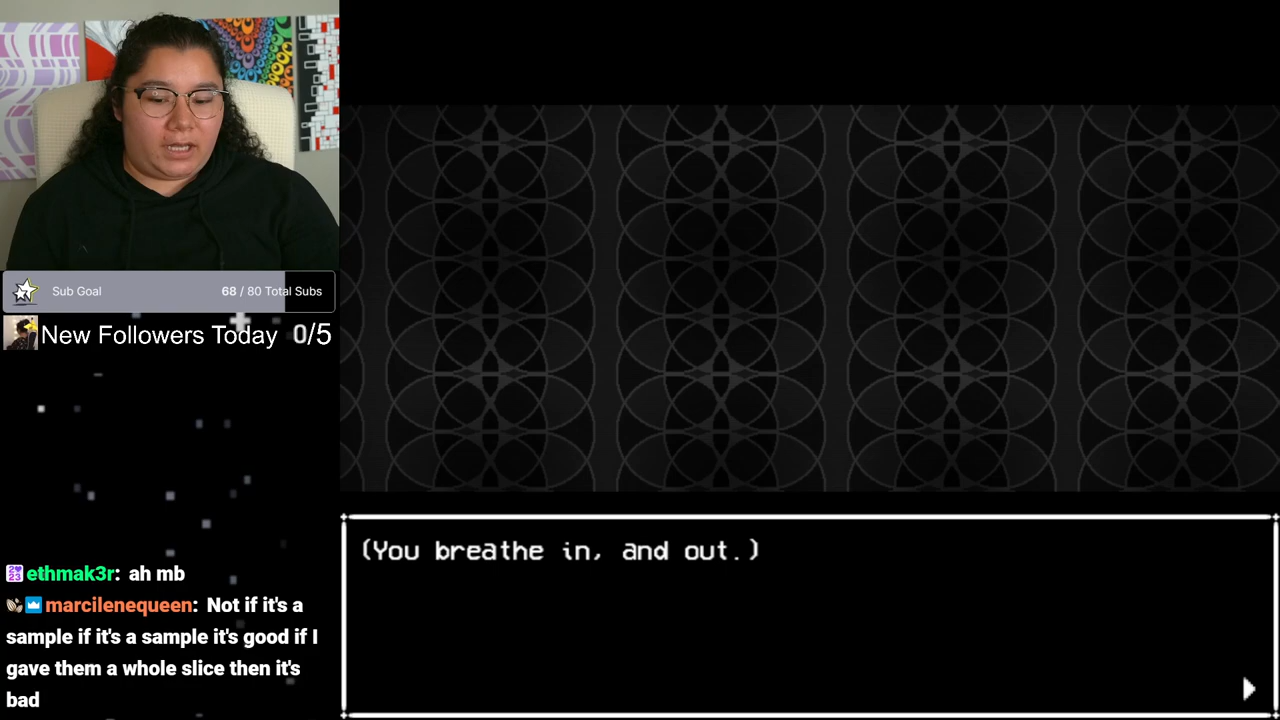 Sub Goal 68 / 80 Total Subs
New Followers Today 0/5
(You breathe in, and out.)
ethmak3r: ah mb
marcilenequeen: Not if it's a
sample if it's a sample it's good if I
gave them a whole slice then it's
bad